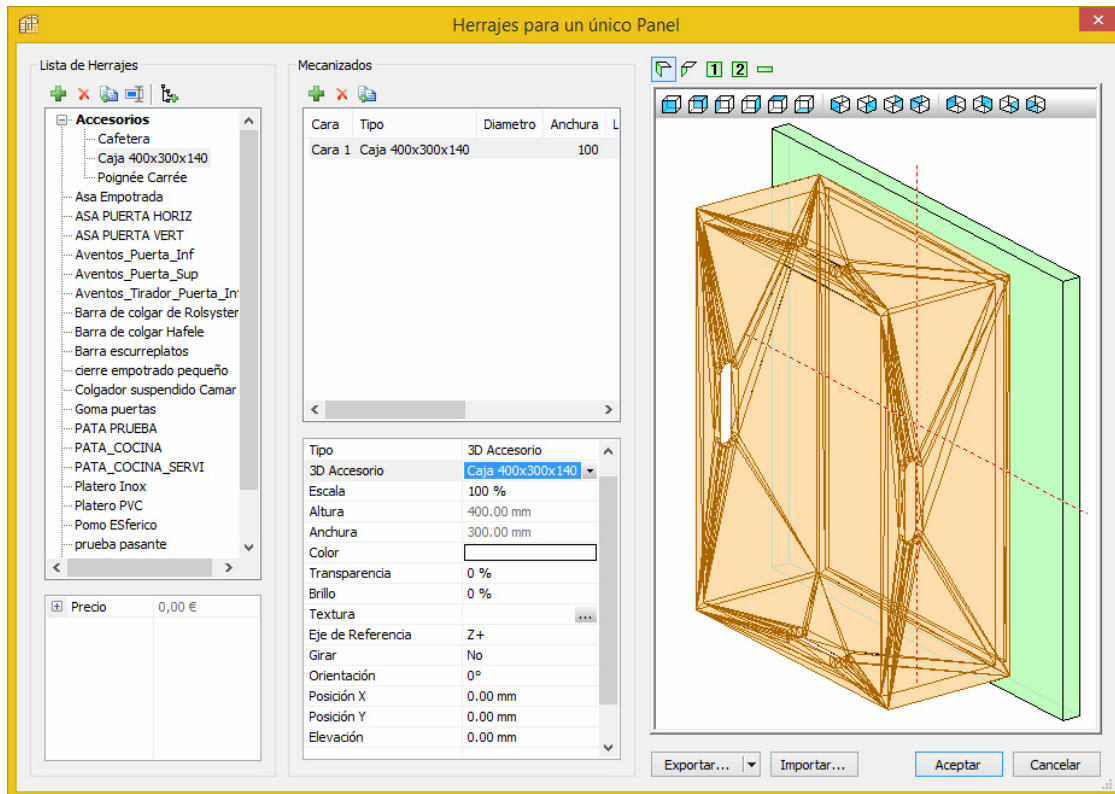 Herrajes para un único Panel
Lista de Herrajes
Accesorios
Cafetera
Caja 400x300x140
Poignée Carrée
Asa Empotrada
ASA PUERTA HORIZ
ASA PUERTA VERT
Aventos_Puerta_Inf
Aventos_Puerta_Sup
Aventos_Tirador_Puerta_In
Barra de colgar de Rolsyster
Barra de colgar Hafele
Barra escurreplatos
cierre empotrado pequeño
Colgador suspendido Camar
Goma puertas
PATA PRUEBA
PATA_COCINA
PATA_COCINA_SERVI
Platero Inox
Platero PVC
Pomo ESferico
prueba pasante
Precio 0,00 €
Mecanizados
Cara Tipo Diametro Anchura L
Cara 1 Caja 400x300x140 100
Tipo 3D Accesorio
3D Accesorio Caja 400x300x140
Escala 100 %
Altura 400.00 mm
Anchura 300.00 mm
Color
Transparencia 0 %
Brillo 0 %
Textura ...
Eje de Referencia Z+
Girar No
Orientación 0°
Posición X 0.00 mm
Posición Y 0.00 mm
Elevación 0.00 mm
1 2
Exportar... Importar... Aceptar Cancelar